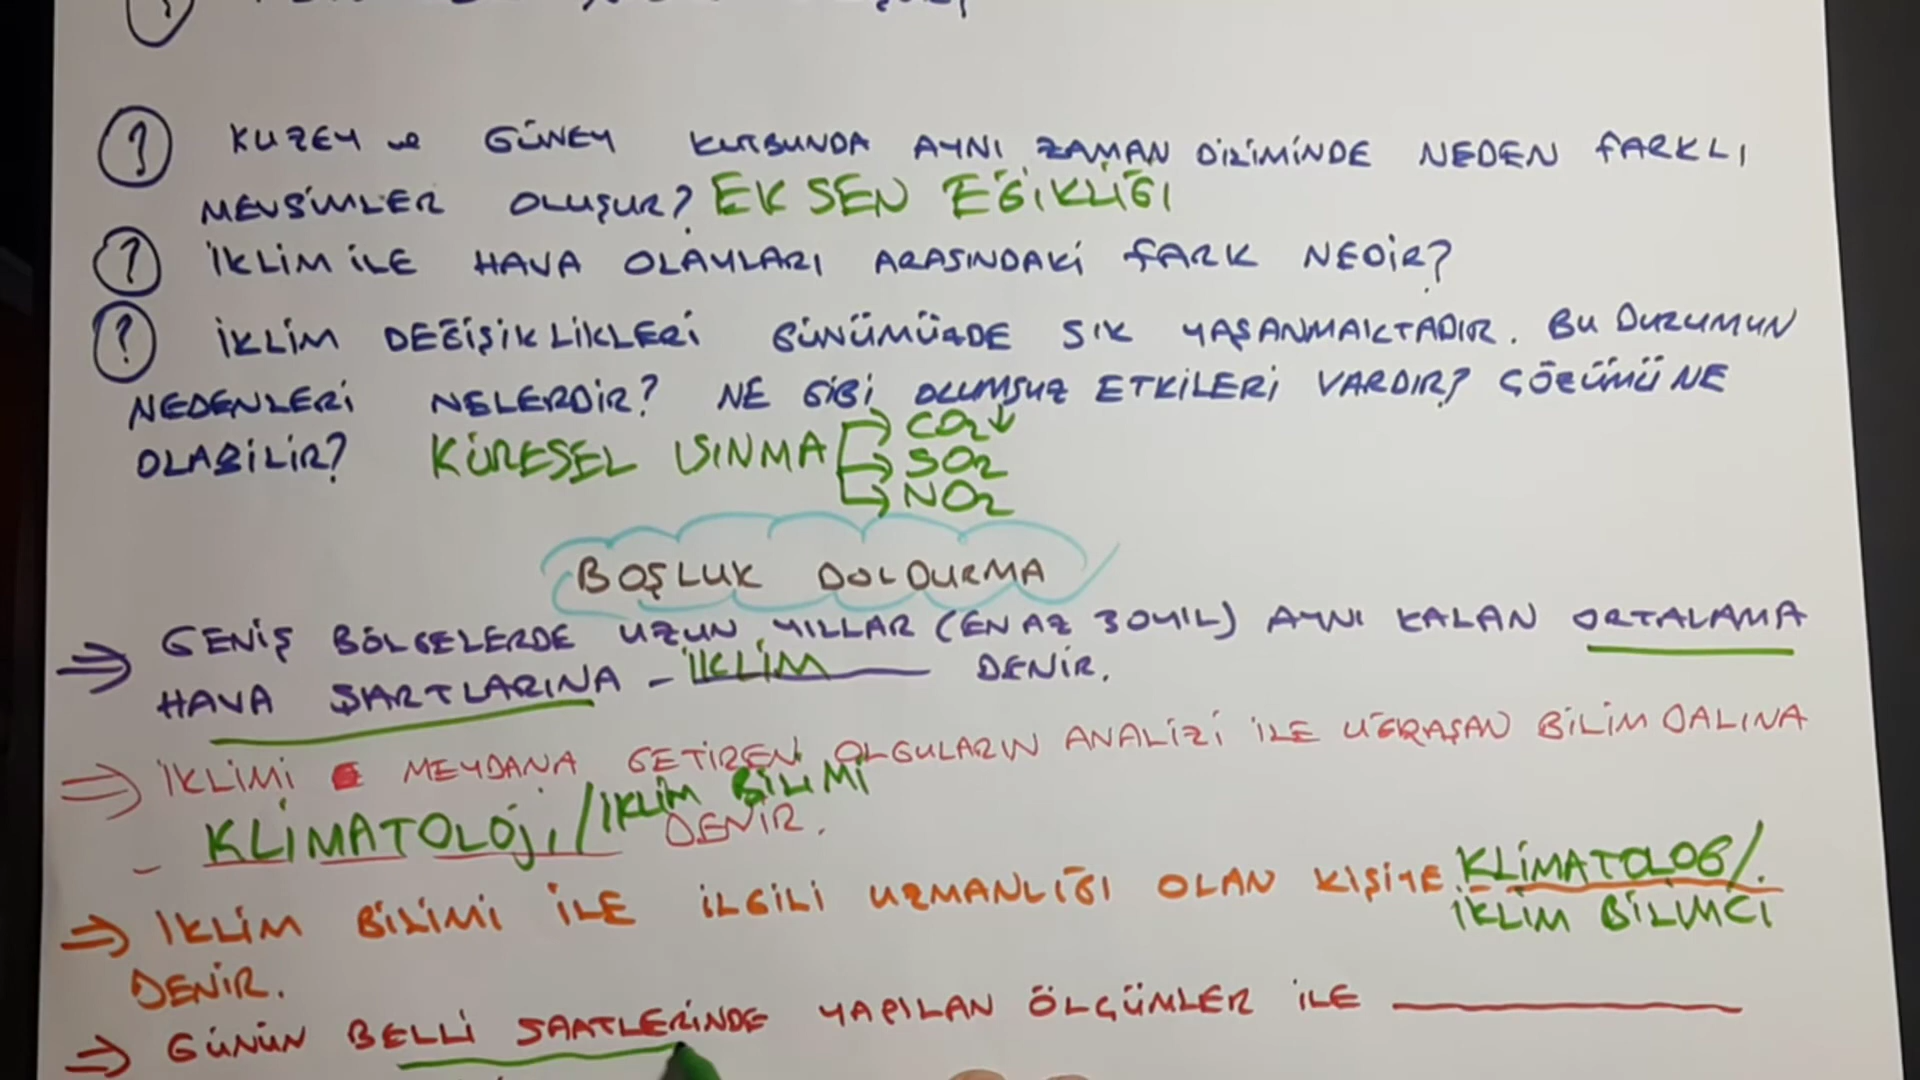 ? KUZEY ve GÜNEY KUTBUNDA AYNI ZAMAN DİLİMİNDE NEDEN FARKLI
MEVSİMLER OLUŞUR? EKSEN EĞİKLİĞİ
? İKLİM İLE HAVA OLAYLARI ARASINDAKİ FARK NEDİR?
? İKLİM DEĞİŞİKLİKLERİ GÜNÜMÜZDE SIK YAŞANMAKTADIR. BU DURUMUN
NEDENLERİ NELERDİR? NE GİBİ OLUMSUZ ETKİLERİ VARDIR? ÇÖZÜMÜ NE
OLABİLİR? KÜRESEL ISINMA → CO2↓
→ SO2
→ NO2
BOŞLUK DOLDURMA
⇒ GENİŞ BÖLGELERDE UZUN YILLAR (EN AZ 30 YIL) AYNI KALAN ORTALAMA
HAVA ŞARTLARINA - İKLİM DENİR.
⇒ İKLİMİ MEYDANA GETİREN OLGULARIN ANALİZİ İLE UĞRAŞAN BİLİM DALINA
- KLİMATOLOJİ/İKLİM BİLİMİ DENİR.
⇒ İKLİM BİLİMİ İLE İLGİLİ UZMANLIĞI OLAN KİŞİYE KLİMATOLOG/
İKLİM BİLİMCİ
DENİR.
⇒ GÜNÜN BELLİ SAATLERİNDE YAPILAN ÖLÇÜMLER İLE ______